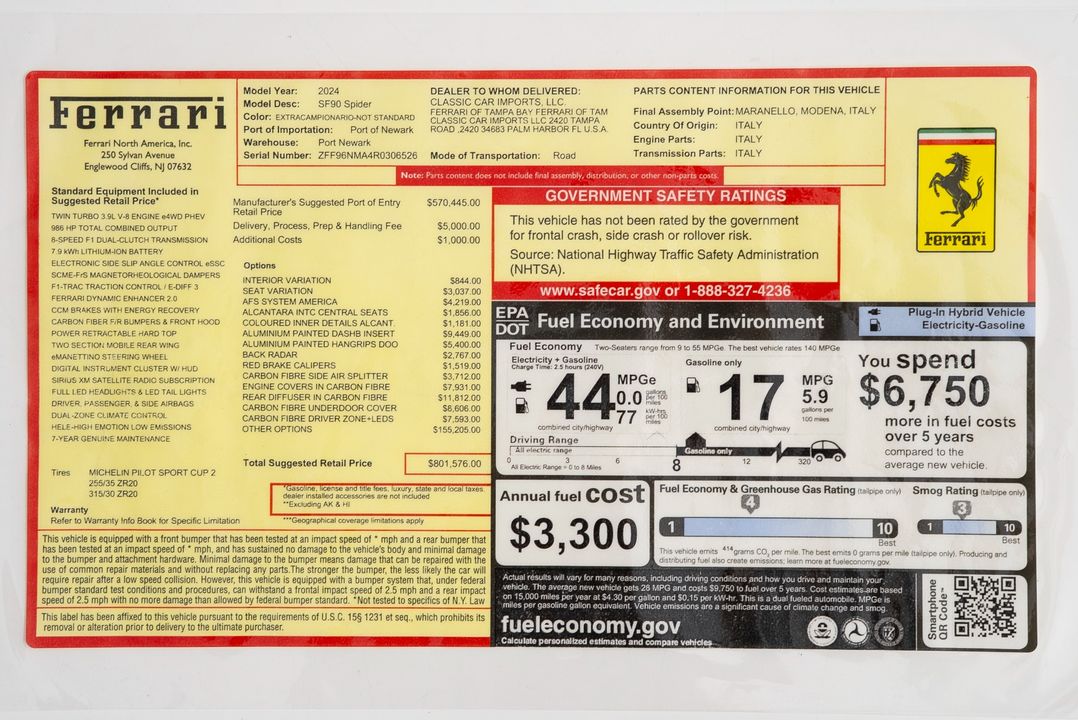 Ferrari
Ferrari North America, Inc.
250 Sylvan Avenue
Englewood Cliffs, NJ 07632
Model Year: 2024
Model Desc: SF90 Spider
Color: EXTRACAMPIONARIO-NOT STANDARD
Port of Importation: Port of Newark
Warehouse: Port Newark
Serial Number: ZFF96NMA4R0306526
DEALER TO WHOM DELIVERED:
CLASSIC CAR IMPORTS, LLC.
FERRARI OF TAMPA BAY FERRARI OF TAM
CLASSIC CAR IMPORTS LLC 2420 TAMPA
ROAD ,2420 34683 PALM HARBOR FL U.S.A.
Mode of Transportation: Road
PARTS CONTENT INFORMATION FOR THIS VEHICLE
Final Assembly Point: MARANELLO, MODENA, ITALY
Country Of Origin: ITALY
Engine Parts: ITALY
Transmission Parts: ITALY
Note: Parts content does not include final assembly, distribution, or other non-parts costs.
Ferrari
Standard Equipment Included in
Suggested Retail Price*
TWIN TURBO 3.9L V-8 ENGINE e4WD PHEV
986 HP TOTAL COMBINED OUTPUT
8-SPEED F1 DUAL-CLUTCH TRANSMISSION
7.9 kWh LITHIUM-ION BATTERY
ELECTRONIC SIDE SLIP ANGLE CONTROL eSSC
SCME-FrS MAGNETORHEOLOGICAL DAMPERS
F1-TRAC TRACTION CONTROL / E-DIFF 3
FERRARI DYNAMIC ENHANCER 2.0
CCM BRAKES WITH ENERGY RECOVERY
CARBON FIBER F/R BUMPERS & FRONT HOOD
POWER RETRACTABLE HARD TOP
TWO SECTION MOBILE REAR WING
eMANETTINO STEERING WHEEL
DIGITAL INSTRUMENT CLUSTER W/ HUD
SIRIUS XM SATELLITE RADIO SUBSCRIPTION
FULL LED HEADLIGHTS & LED TAIL LIGHTS
DRIVER, PASSENGER, & SIDE AIRBAGS
DUAL-ZONE CLIMATE CONTROL
HELE-HIGH EMOTION LOW EMISSIONS
7-YEAR GENUINE MAINTENANCE
Tires MICHELIN PILOT SPORT CUP 2
255/35 ZR20
315/30 ZR20
Warranty
Refer to Warranty Info Book for Specific Limitation
Manufacturer's Suggested Port of Entry $570,445.00
Retail Price
Delivery, Process, Prep & Handling Fee $5,000.00
Additional Costs $1,000.00
Options
INTERIOR VARIATION $844.00
SEAT VARIATION $3,037.00
AFS SYSTEM AMERICA $4,219.00
ALCANTARA INTC CENTRAL SEATS $1,856.00
COLOURED INNER DETAILS ALCANT $1,181.00
ALUMINIUM PAINTED DASHB INSERT $9,449.00
ALUMINIUM PAINTED HANGRIPS DOO $5,400.00
BACK RADAR $2,767.00
RED BRAKE CALIPERS $1,519.00
CARBON FIBRE SIDE AIR SPLITTER $3,712.00
ENGINE COVERS IN CARBON FIBRE $7,931.00
REAR DIFFUSER IN CARBON FIBRE $11,812.00
CARBON FIBRE UNDERDOOR COVER $8,606.00
CARBON FIBRE DRIVER ZONE+LEDS $7,593.00
OTHER OPTIONS $155,205.00
Total Suggested Retail Price $801,576.00
*Gasoline, license and title fees, luxury, state and local taxes,
dealer installed accessories are not included
**Excluding AK & HI
***Geographical coverage limitations apply
This vehicle is equipped with a front bumper that has been tested at an impact speed of * mph and a rear bumper that
has been tested at an impact speed of * mph, and has sustained no damage to the vehicle's body and minimal damage
to the bumper and attachment hardware. Minimal damage to the bumper means damage that can be repaired with the
use of common repair materials and without replacing any parts.The stronger the bumper, the less likely the car will
require repair after a low speed collision. However, this vehicle is equipped with a bumper system that, under federal
bumper standard test conditions and procedures, can withstand a frontal impact speed of 2.5 mph and a rear impact
speed of 2.5 mph with no more damage than allowed by federal bumper standard. *Not tested to specifics of N.Y. Law
This label has been affixed to this vehicle pursuant to the requirements of U.S.C. 15§ 1231 et seq., which prohibits its
removal or alteration prior to delivery to the ultimate purchaser.
GOVERNMENT SAFETY RATINGS
This vehicle has not been rated by the government
for frontal crash, side crash or rollover risk.
Source: National Highway Traffic Safety Administration
(NHTSA).
www.safecar.gov or 1-888-327-4236
EPA
DOT Fuel Economy and Environment
Plug-In Hybrid Vehicle
Electricity-Gasoline
Fuel Economy Two-Seaters range from 9 to 55 MPGe. The best vehicle rates 140 MPGe
Electricity + Gasoline
Charge Time: 2.5 hours (240V)
44 MPGe
0.0 gallons per 100 miles
77 kW-hrs per 100 miles
combined city/highway
Gasoline only
17 MPG
5.9
gallons per
100 miles
combined city/highway
Driving Range
All electric range
Gasoline only
0 3 6 8 12 320
All Electric Range = 0 to 8 Miles
You spend
$6,750
more in fuel costs
over 5 years
compared to the
average new vehicle.
Annual fuel cost
$3,300
Fuel Economy & Greenhouse Gas Rating (tailpipe only)
4
1 10
Best
Smog Rating (tailpipe only)
3
1 10
Best
This vehicle emits 414 grams CO₂ per mile. The best emits 0 grams per mile (tailpipe only). Producing and
distributing fuel also create emissions; learn more at fueleconomy.gov.
Actual results will vary for many reasons, including driving conditions and how you drive and maintain your
vehicle. The average new vehicle gets 28 MPG and costs $9,750 to fuel over 5 years. Cost estimates are based
on 15,000 miles per year at $4.30 per gallon and $0.15 per kW-hr. This is a dual fueled automobile. MPGe is
miles per gasoline gallon equivalent. Vehicle emissions are a significant cause of climate change and smog.
fueleconomy.gov
Calculate personalized estimates and compare vehicles
Smartphone
QR Code™